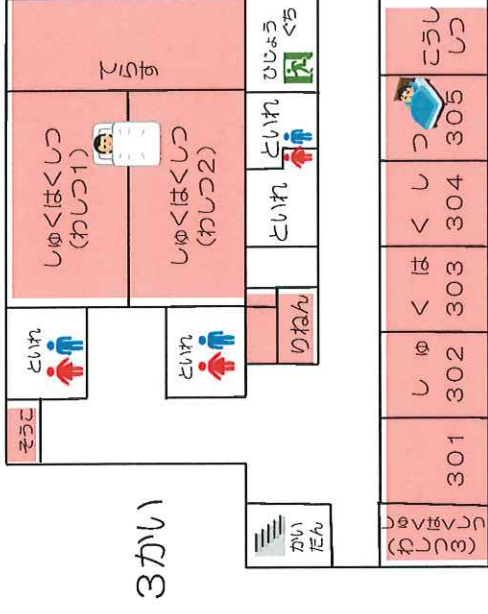 3かい
そうこ
といれ
しゅくはくしつ
(わしつ1)
てらす
といれ
しゅくはくしつ
(わしつ2)
かい
だん
りねん
といれ
といれ
ひじょう
ぐち
しゅくはくしつ
(わしつ3)
しゅくはくしつ
301
302
303
304
305
こうし
しつ